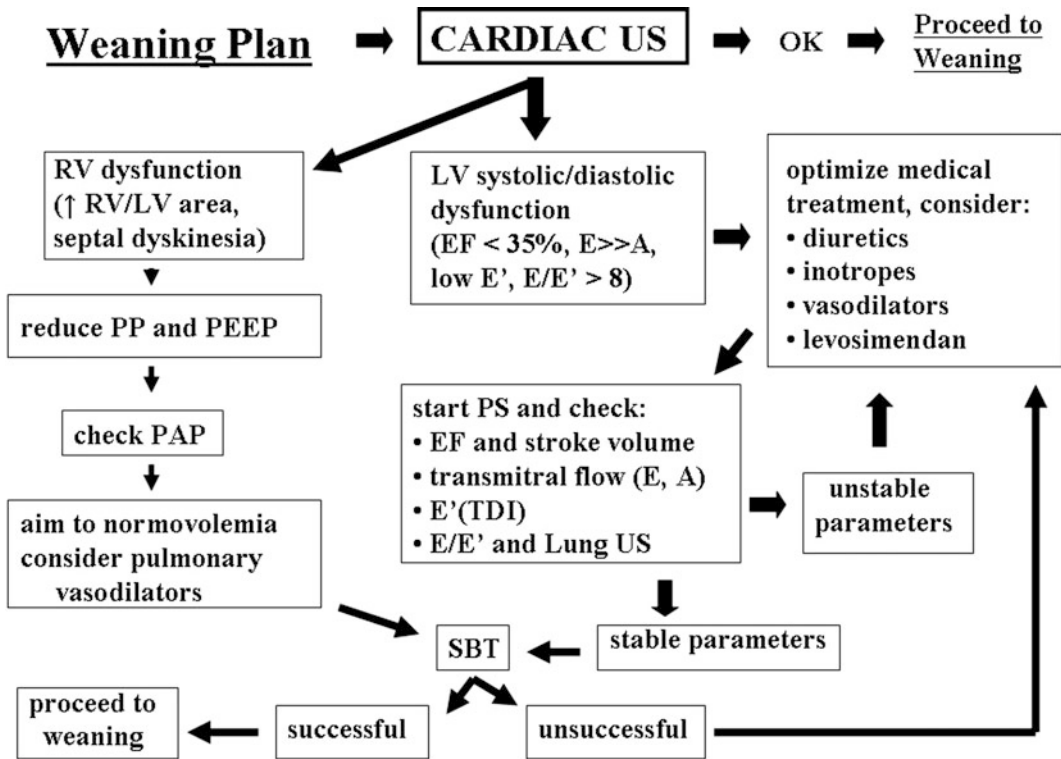 Weaning Plan
CARDIAC US
OK
Proceed to
Weaning
RV dysfunction
(↑ RV/LV area,
septal dyskinesia)
LV systolic/diastolic
dysfunction
(EF < 35%, E>>A,
low E’, E/E’ > 8)
optimize medical
treatment, consider:
• diuretics
• inotropes
• vasodilators
• levosimendan
reduce PP and PEEP
check PAP
aim to normovolemia
consider pulmonary
vasodilators
start PS and check:
• EF and stroke volume
• transmitral flow (E, A)
• E’(TDI)
• E/E’ and Lung US
unstable
parameters
stable parameters
SBT
successful
unsuccessful
proceed to
weaning